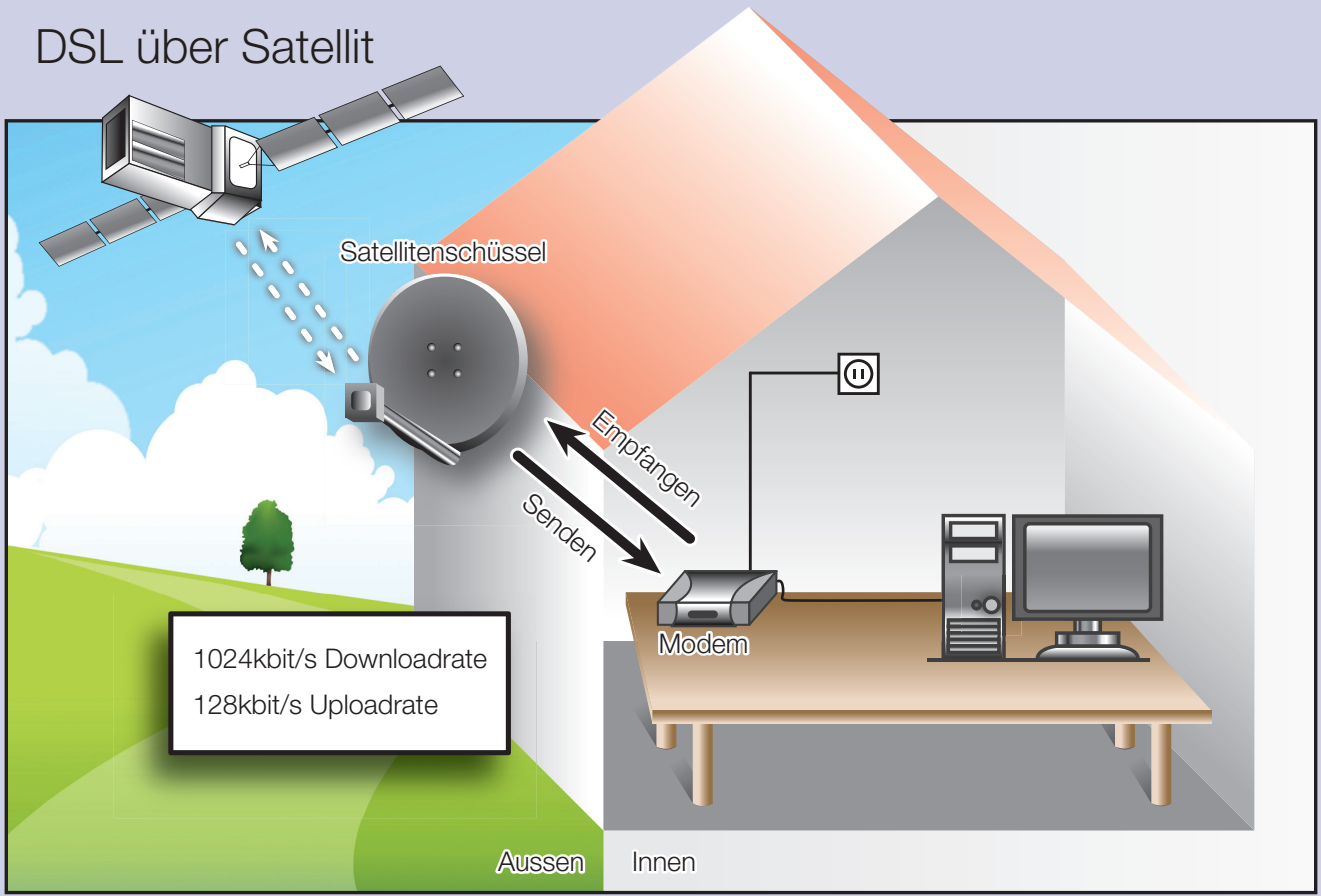 DSL über Satellit
Satellitenschüssel
Empfangen
Senden
Modem
1024kbit/s Downloadrate
128kbit/s Uploadrate
Aussen
Innen